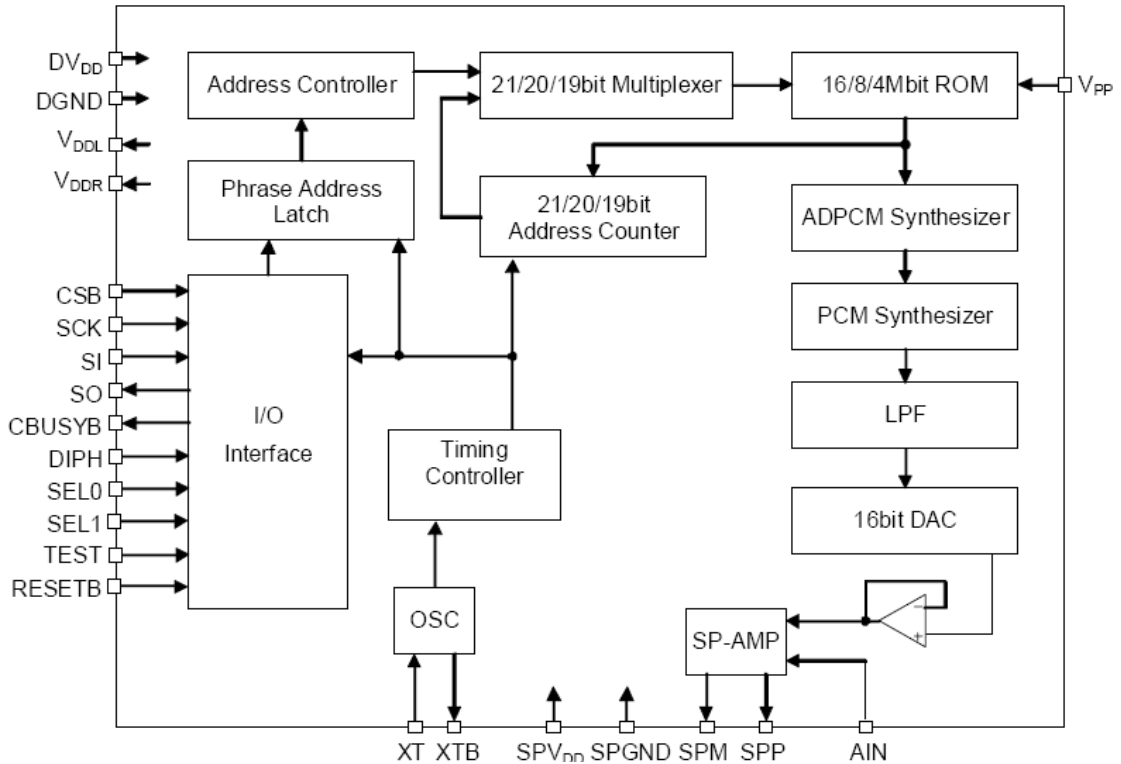 DVDD
DGND
VDDL
VDDR
Address Controller
21/20/19bit Multiplexer
16/8/4Mbit ROM
VPP
Phrase Address
Latch
21/20/19bit
Address Counter
ADPCM Synthesizer
PCM Synthesizer
LPF
16bit DAC
CSB
SCK
SI
SO
CBUSYB
DIPH
SEL0
SEL1
TEST
RESETB
I/O
Interface
Timing
Controller
OSC
SP-AMP
−
+
XT
XTB
SPVDD
SPGND
SPM
SPP
AIN